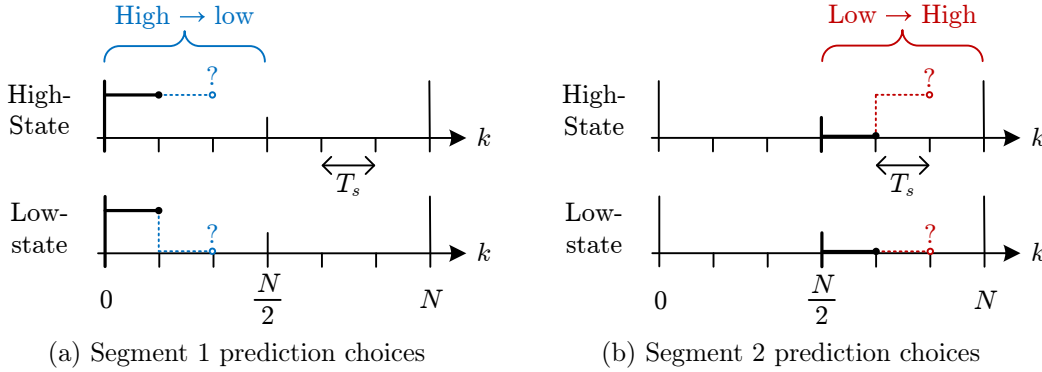 High → low
?
High-
State
k
T_s
?
Low-
state
k
0
N/2
N
(a) Segment 1 prediction choices
Low → High
?
High-
State
k
T_s
?
Low-
state
k
0
N/2
N
(b) Segment 2 prediction choices